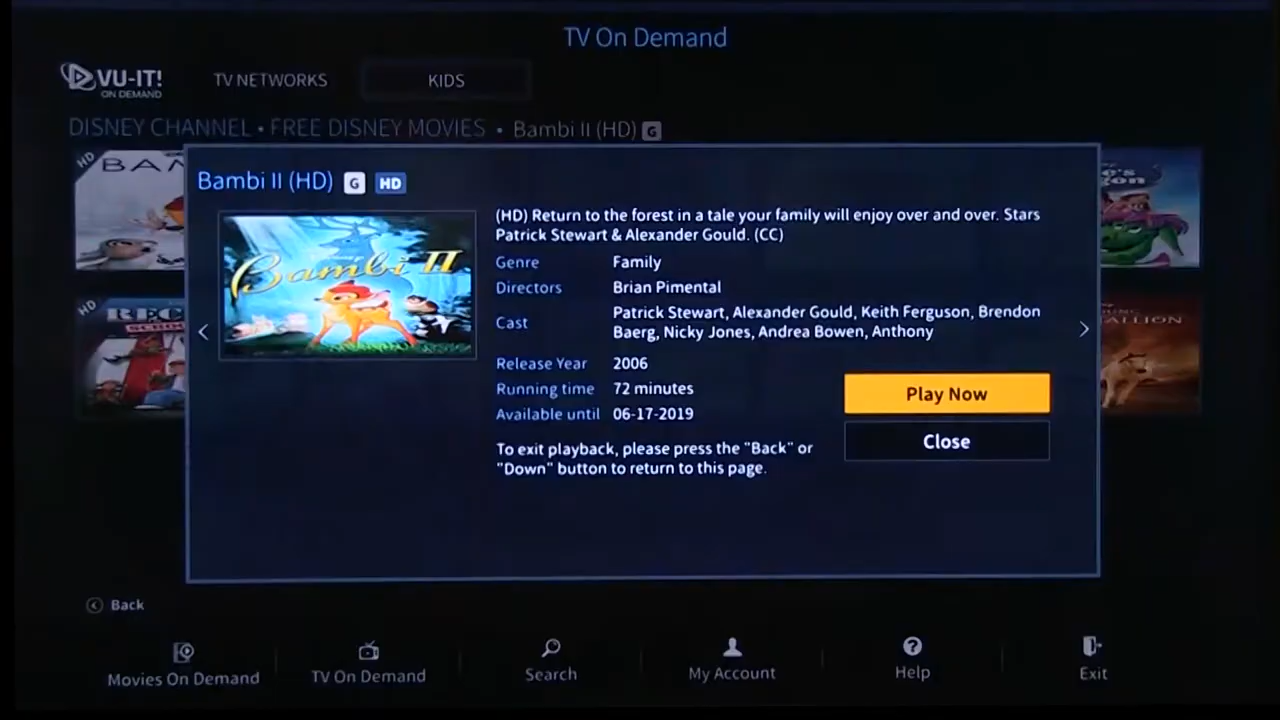 TV On Demand
VU-IT!
ON DEMAND
TV NETWORKS
KIDS
DISNEY CHANNEL • FREE DISNEY MOVIES • Bambi II (HD) G
HD
BAM
HD
Bambi II (HD) G HD
Disney
Bambi II
(HD) Return to the forest in a tale your family will enjoy over and over. Stars
Patrick Stewart & Alexander Gould. (CC)
Genre Family
Directors Brian Pimental
Cast
Patrick Stewart, Alexander Gould, Keith Ferguson, Brendon
Baerg, Nicky Jones, Andrea Bowen, Anthony
Release Year 2006
Running time 72 minutes
Available until 06-17-2019
To exit playback, please press the "Back" or
"Down" button to return to this page.
Play Now
Close
Back
Movies On Demand
TV On Demand
Search
My Account
Help
Exit